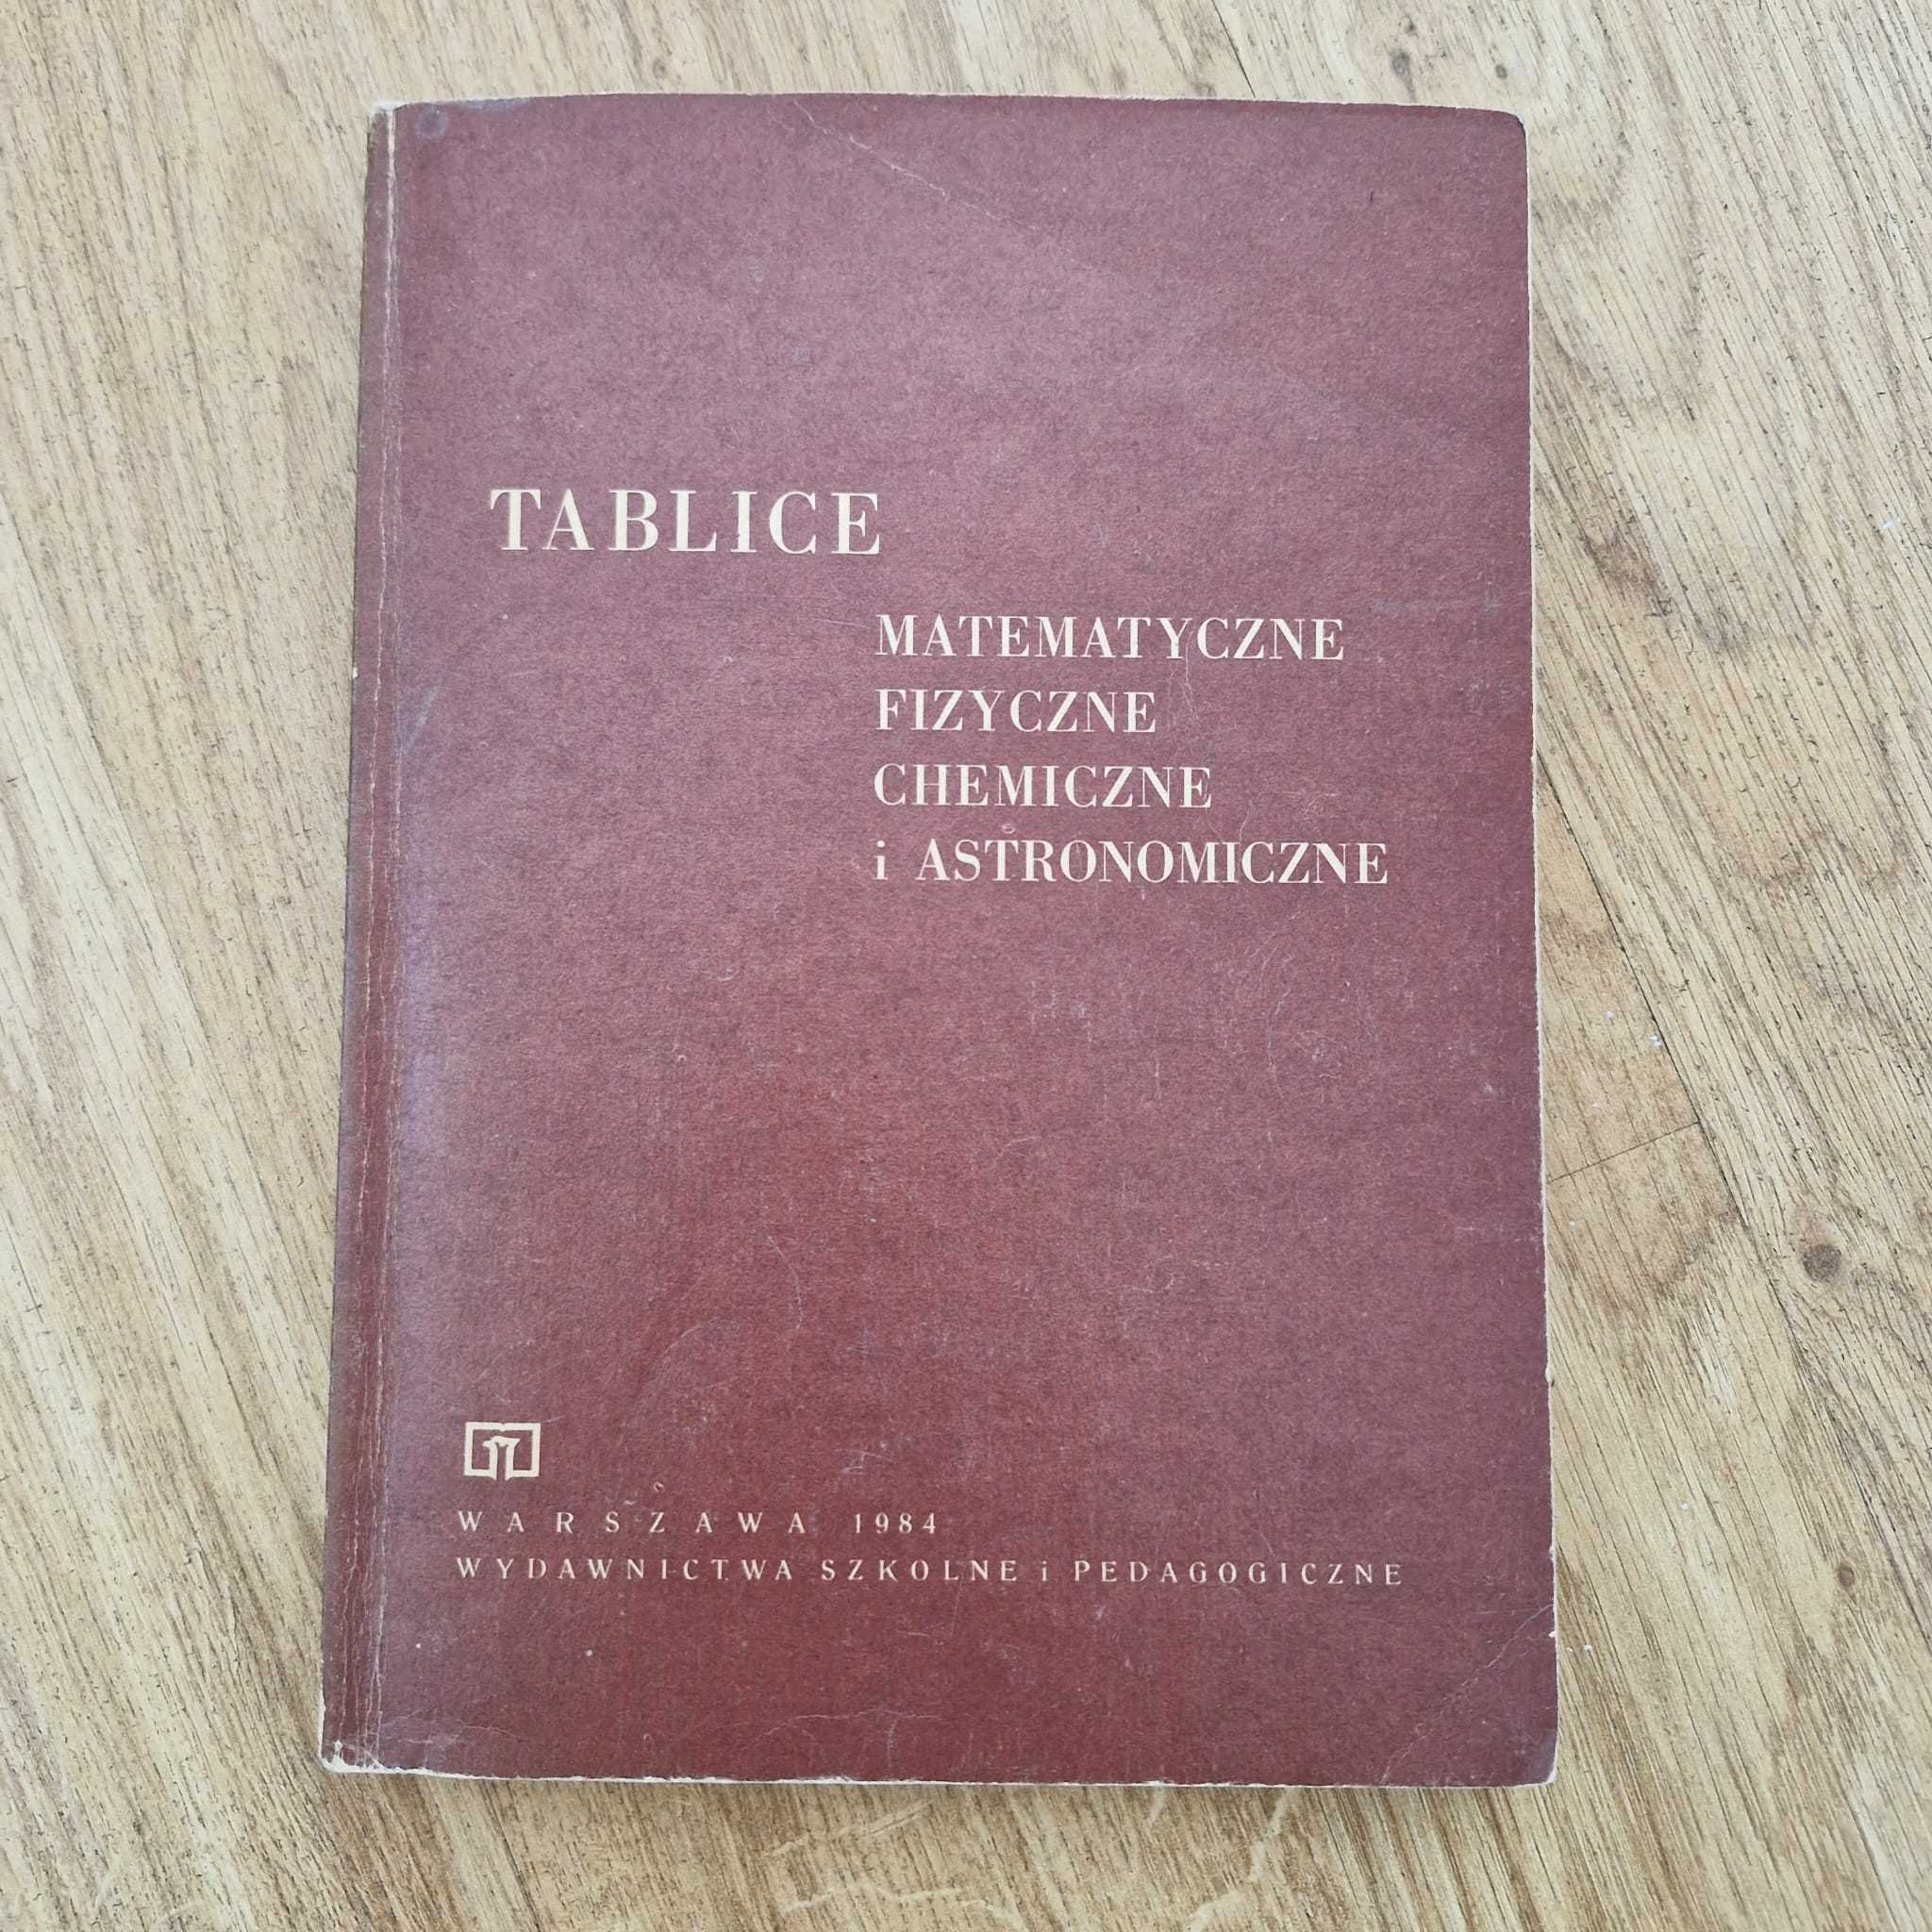 TABLICE
MATEMATYCZNE
FIZYCZNE
CHEMICZNE
i ASTRONOMICZNE
WARSZAWA 1984
WYDAWNICTWA SZKOLNE i PEDAGOGICZNE